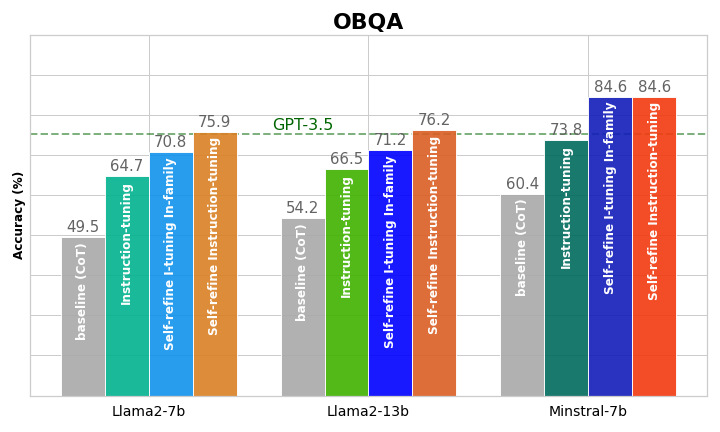 OBQA
Accuracy (%)
GPT-3.5
49.5
64.7
70.8
75.9
baseline (CoT)
Instruction-tuning
Self-refine I-tuning In-family
Self-refine Instruction-tuning
54.2
66.5
71.2
76.2
baseline (CoT)
Instruction-tuning
Self-refine I-tuning In-family
Self-refine Instruction-tuning
60.4
73.8
84.6
84.6
baseline (CoT)
Instruction-tuning
Self-refine I-tuning In-family
Self-refine Instruction-tuning
Llama2-7b
Llama2-13b
Minstral-7b